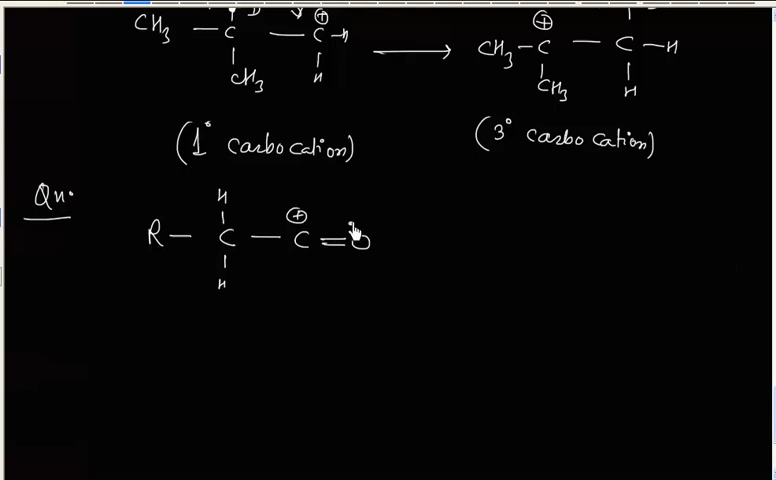 CH3 — C — C⊕ — H ⟶ CH3 — C⊕ — C — H
CH3 H CH3 H
(1° carbocation) (3° carbocation)
Qn.
H
R — C — C⊕ = O
H